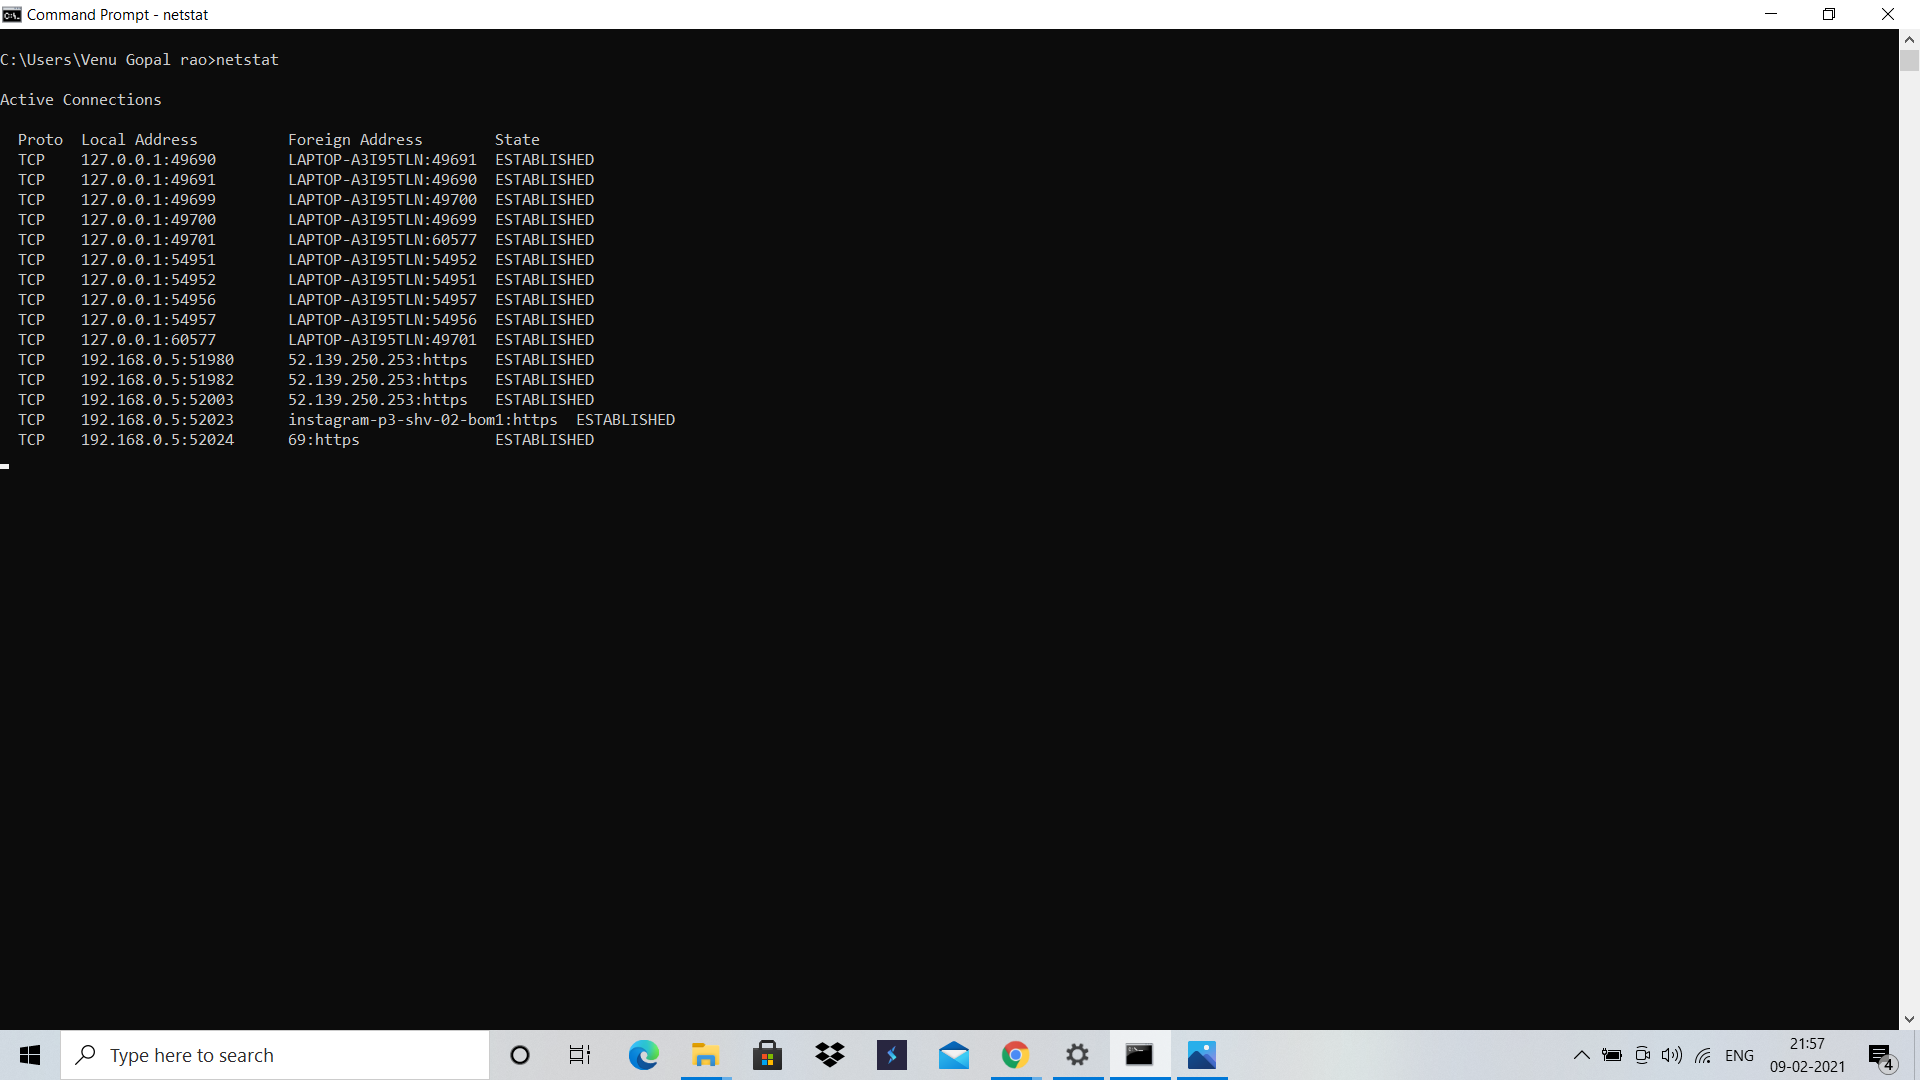 Command Prompt - netstat
C:\Users\Venu Gopal rao>netstat
Active Connections
Proto  Local Address          Foreign Address        State
TCP    127.0.0.1:49690        LAPTOP-A3I95TLN:49691  ESTABLISHED
TCP    127.0.0.1:49691        LAPTOP-A3I95TLN:49690  ESTABLISHED
TCP    127.0.0.1:49699        LAPTOP-A3I95TLN:49700  ESTABLISHED
TCP    127.0.0.1:49700        LAPTOP-A3I95TLN:49699  ESTABLISHED
TCP    127.0.0.1:49701        LAPTOP-A3I95TLN:60577  ESTABLISHED
TCP    127.0.0.1:54951        LAPTOP-A3I95TLN:54952  ESTABLISHED
TCP    127.0.0.1:54952        LAPTOP-A3I95TLN:54951  ESTABLISHED
TCP    127.0.0.1:54956        LAPTOP-A3I95TLN:54957  ESTABLISHED
TCP    127.0.0.1:54957        LAPTOP-A3I95TLN:54956  ESTABLISHED
TCP    127.0.0.1:60577        LAPTOP-A3I95TLN:49701  ESTABLISHED
TCP    192.168.0.5:51980      52.139.250.253:https   ESTABLISHED
TCP    192.168.0.5:51982      52.139.250.253:https   ESTABLISHED
TCP    192.168.0.5:52003      52.139.250.253:https   ESTABLISHED
TCP    192.168.0.5:52023      instagram-p3-shv-02-bom1:https  ESTABLISHED
TCP    192.168.0.5:52024      69:https               ESTABLISHED
Type here to search
ENG
21:57
09-02-2021
4